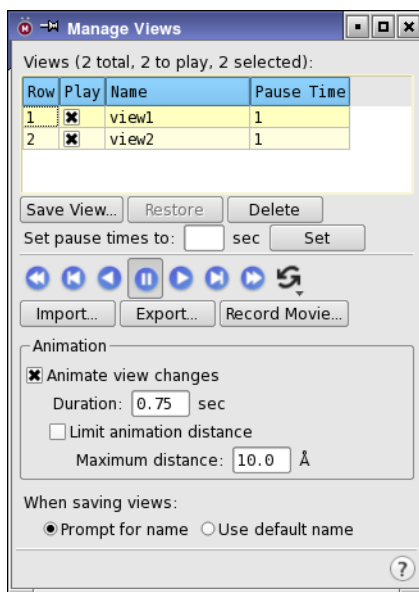 Manage Views
Views (2 total, 2 to play, 2 selected):
Row Play Name Pause Time
1 view1 1
2 view2 1
Save View... Restore Delete
Set pause times to: sec Set
Import... Export... Record Movie...
Animation
Animate view changes
Duration: 0.75 sec
Limit animation distance
Maximum distance: 10.0 Å
When saving views:
Prompt for name Use default name
?